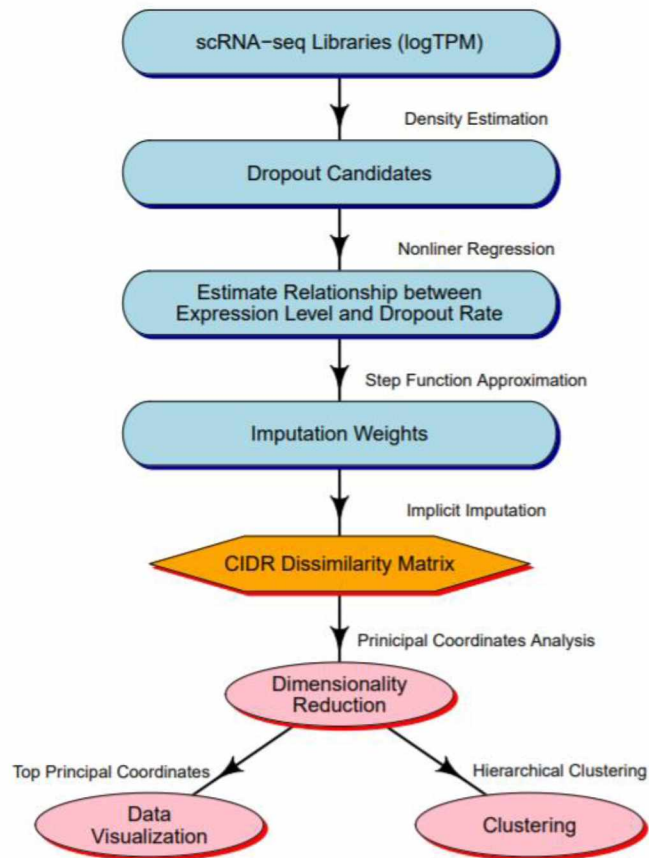 scRNA−seq Libraries (logTPM)
Density Estimation
Dropout Candidates
Nonliner Regression
Estimate Relationship between
Expression Level and Dropout Rate
Step Function Approximation
Imputation Weights
Implicit Imputation
CIDR Dissimilarity Matrix
Prinicipal Coordinates Analysis
Dimensionality
Reduction
Top Principal Coordinates
Hierarchical Clustering
Data
Visualization
Clustering